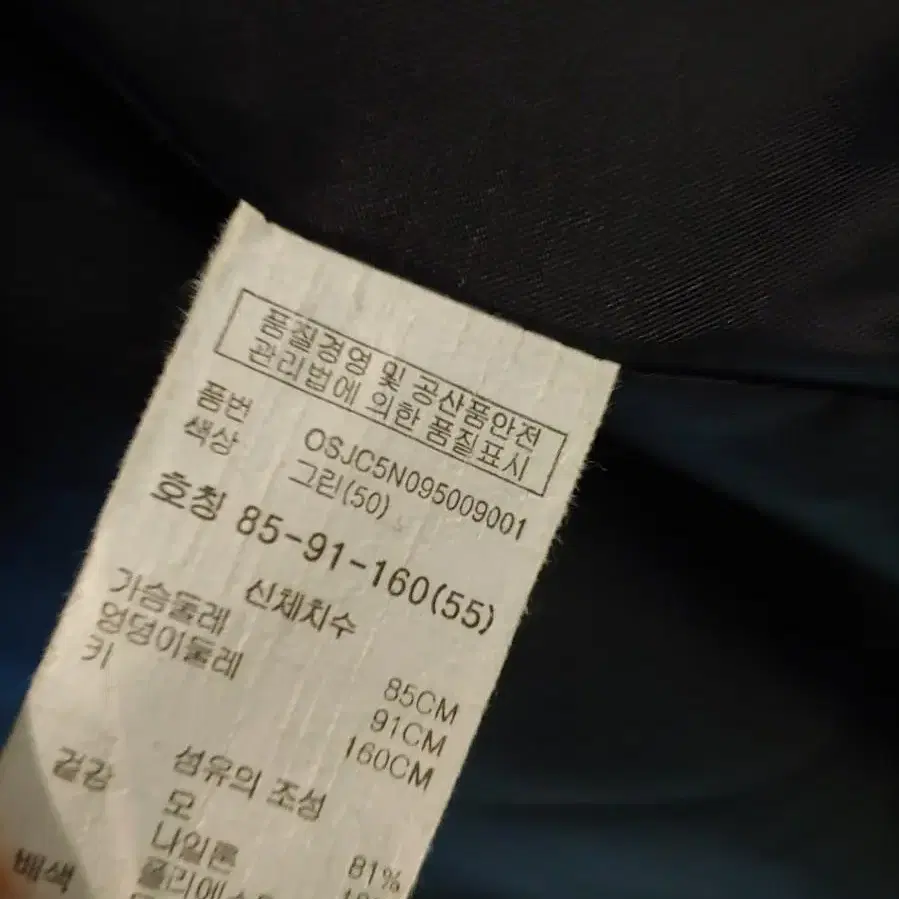 품질경영 및 공산품안전
관리법에 의한 품질표시
품번 OSJC5N095009001
색상 그린(50)
호칭 85-91-160(55)
신체치수
가슴둘레 85CM
엉덩이둘레 91CM
키 160CM
섬유의 조성
겉감 모 81%
나일론
배색